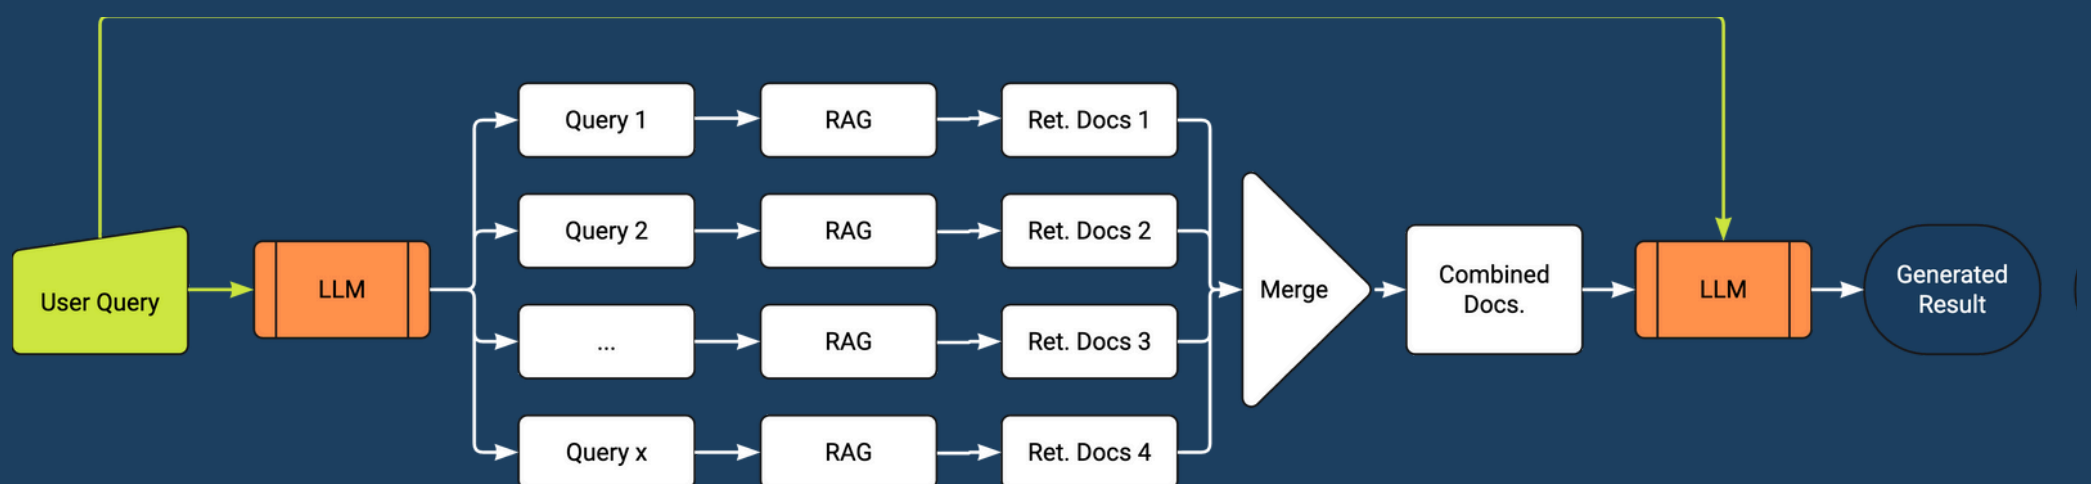 User Query
LLM
Query 1
RAG
Ret. Docs 1
Query 2
RAG
Ret. Docs 2
...
RAG
Ret. Docs 3
Query x
RAG
Ret. Docs 4
Merge
Combined
Docs.
LLM
Generated
Result